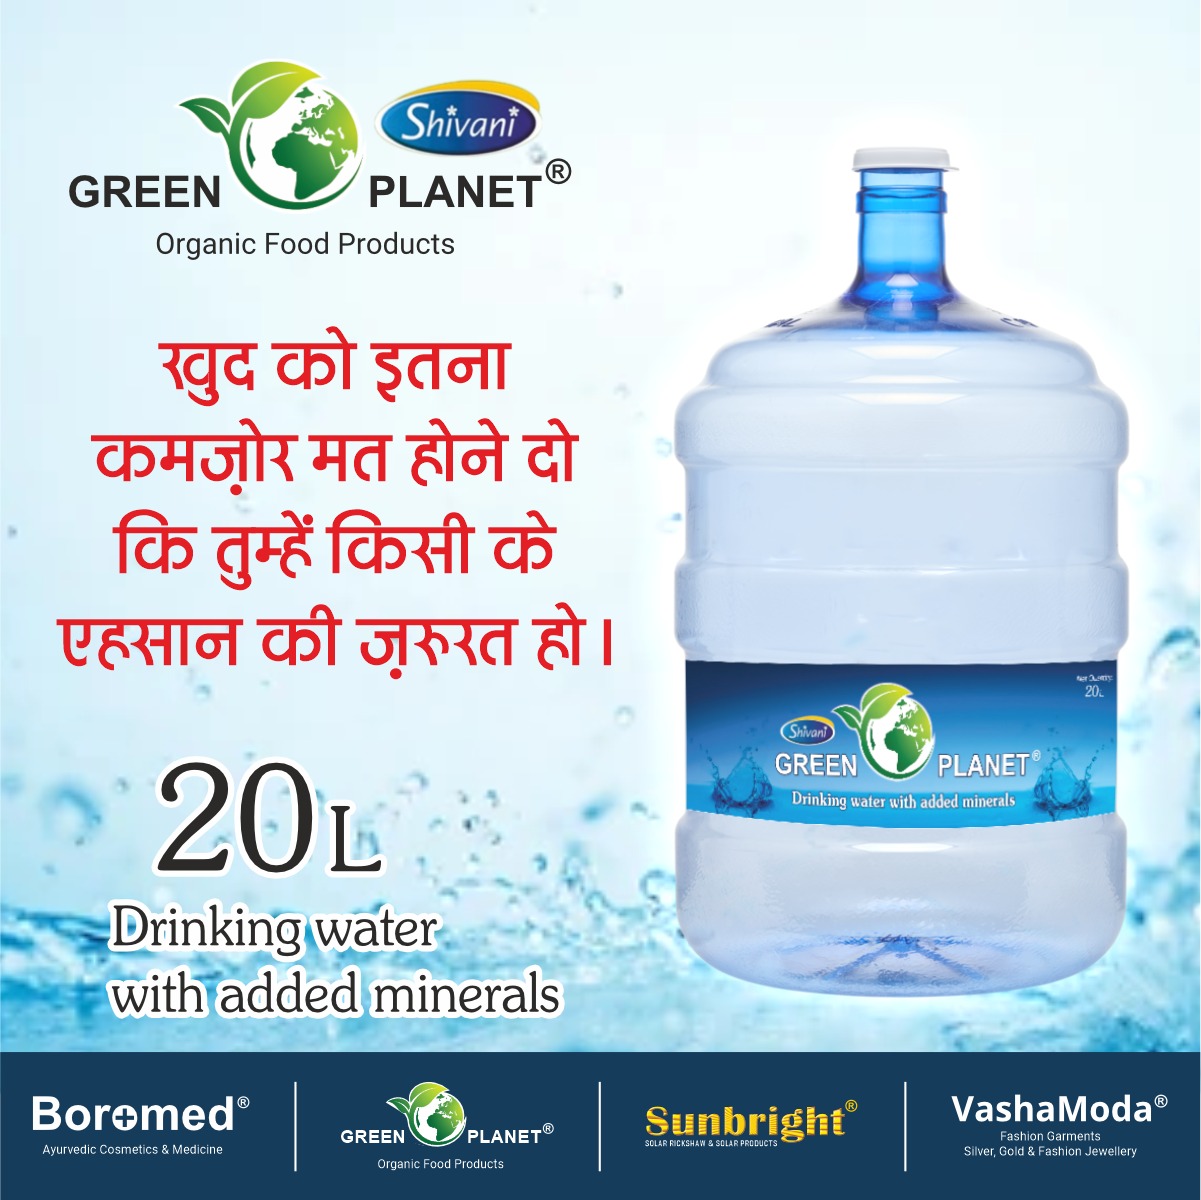 Shivani
GREEN PLANET®
Organic Food Products
खुद को इतना
कमज़ोर मत होने दो
कि तुम्हें किसी के
एहसान की ज़रुरत हो।
20L
Drinking water
with added minerals
20L
Shivani
GREEN PLANET®
Drinking water with added minerals
Boromed®
Ayurvedic Cosmetics & Medicine
GREEN PLANET®
Organic Food Products
Sunbright®
SOLAR RICKSHAW & SOLAR PRODUCTS
VashaModa®
Fashion Garments
Silver, Gold & Fashion Jewellery